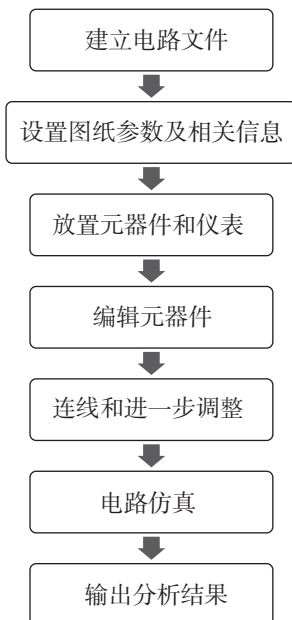 建立电路文件
设置图纸参数及相关信息
放置元器件和仪表
编辑元器件
连线和进一步调整
电路仿真
输出分析结果